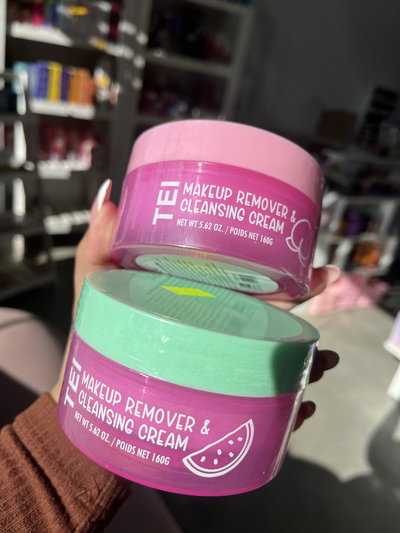 TEI
MAKEUP REMOVER &
CLEANSING CREAM
NET WT 5.62 OZ. / POIDS NET 160G
TEI
MAKEUP REMOVER &
CLEANSING CREAM
NET WT 5.62 OZ. / POIDS NET 160G